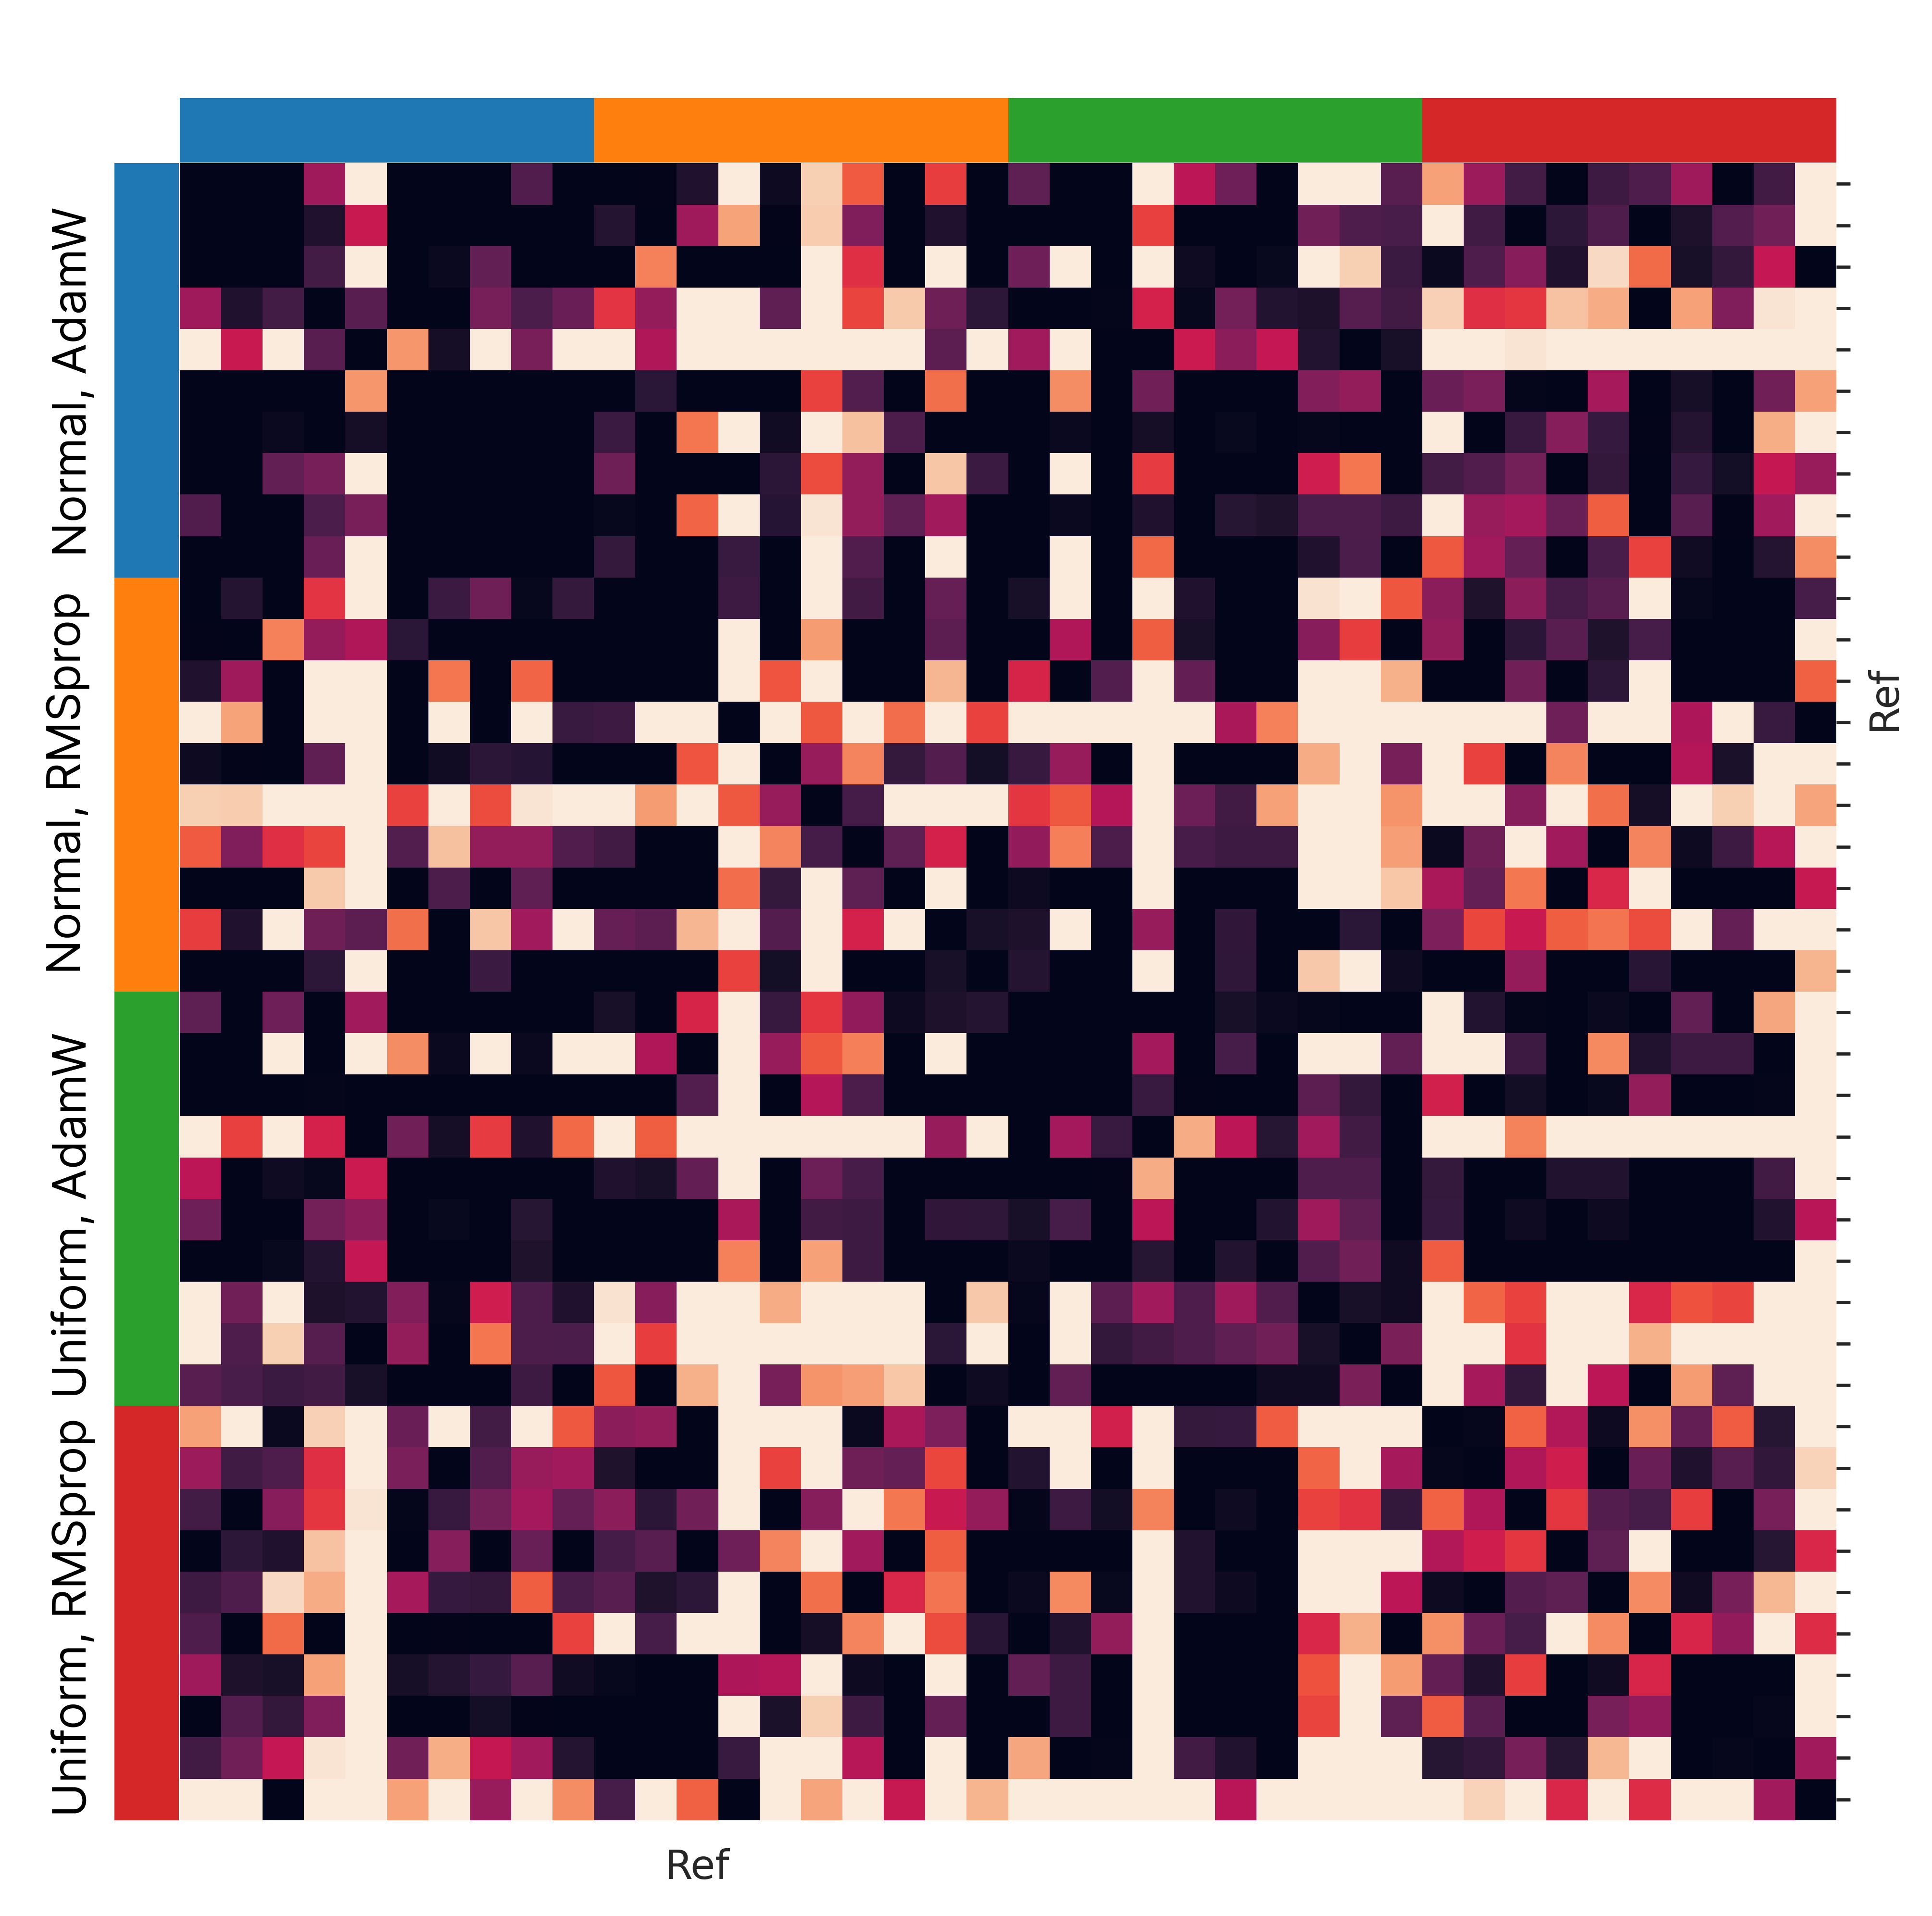 Normal, AdamW
Normal, RMSprop
Uniform, AdamW
Uniform, RMSprop
Ref
Ref